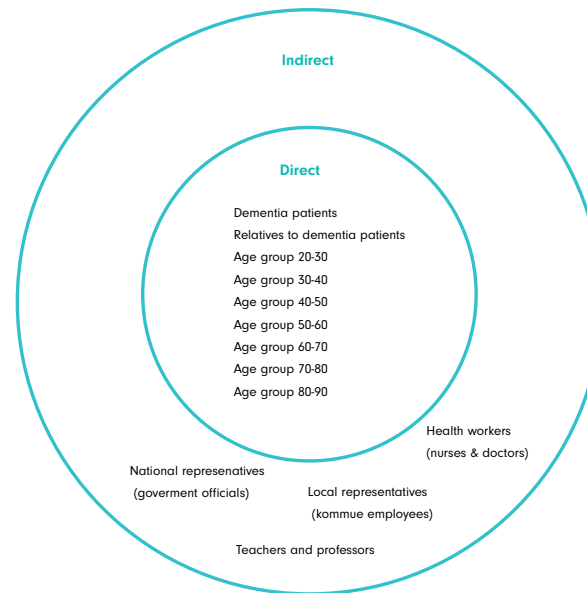 Indirect
Direct
Dementia patients
Relatives to dementia patients
Age group 20-30
Age group 30-40
Age group 40-50
Age group 50-60
Age group 60-70
Age group 70-80
Age group 80-90
Health workers
(nurses & doctors)
National represenatives
(goverment officials)
Local representatives
(kommue employees)
Teachers and professors